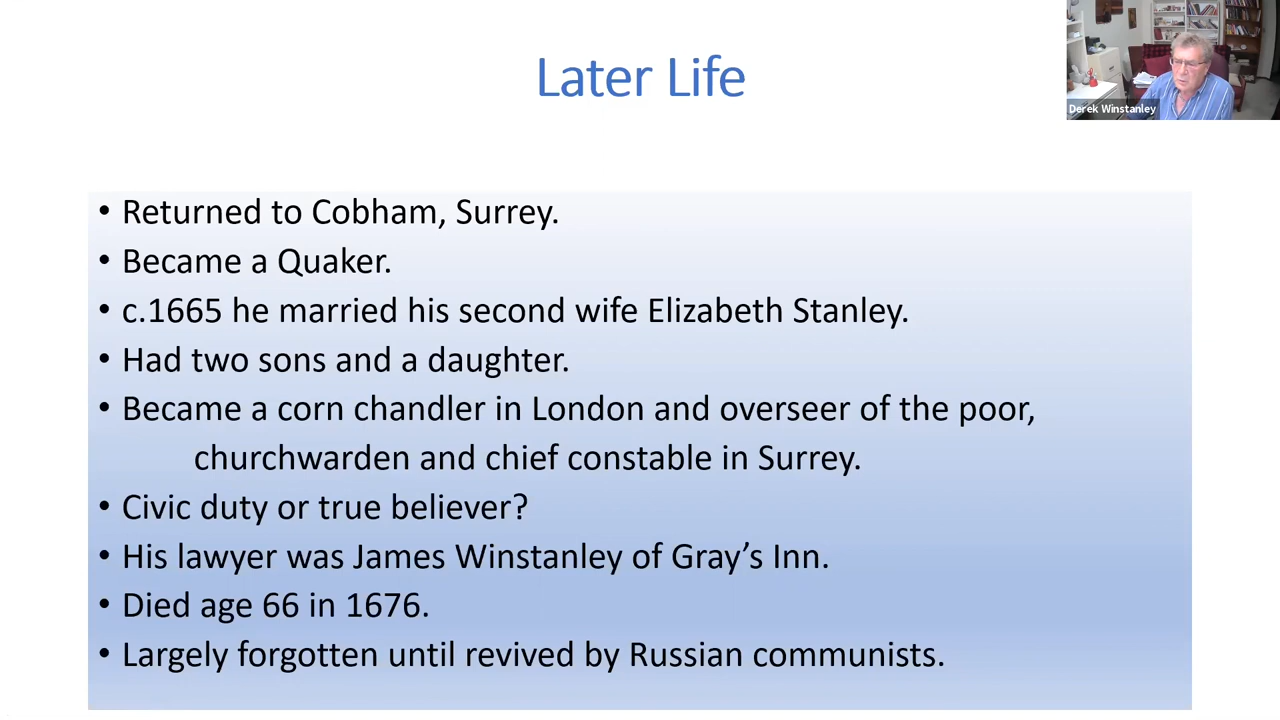 Later Life
Derek Winstanley
• Returned to Cobham, Surrey.
• Became a Quaker.
• c.1665 he married his second wife Elizabeth Stanley.
• Had two sons and a daughter.
• Became a corn chandler in London and overseer of the poor,
churchwarden and chief constable in Surrey.
• Civic duty or true believer?
• His lawyer was James Winstanley of Gray’s Inn.
• Died age 66 in 1676.
• Largely forgotten until revived by Russian communists.